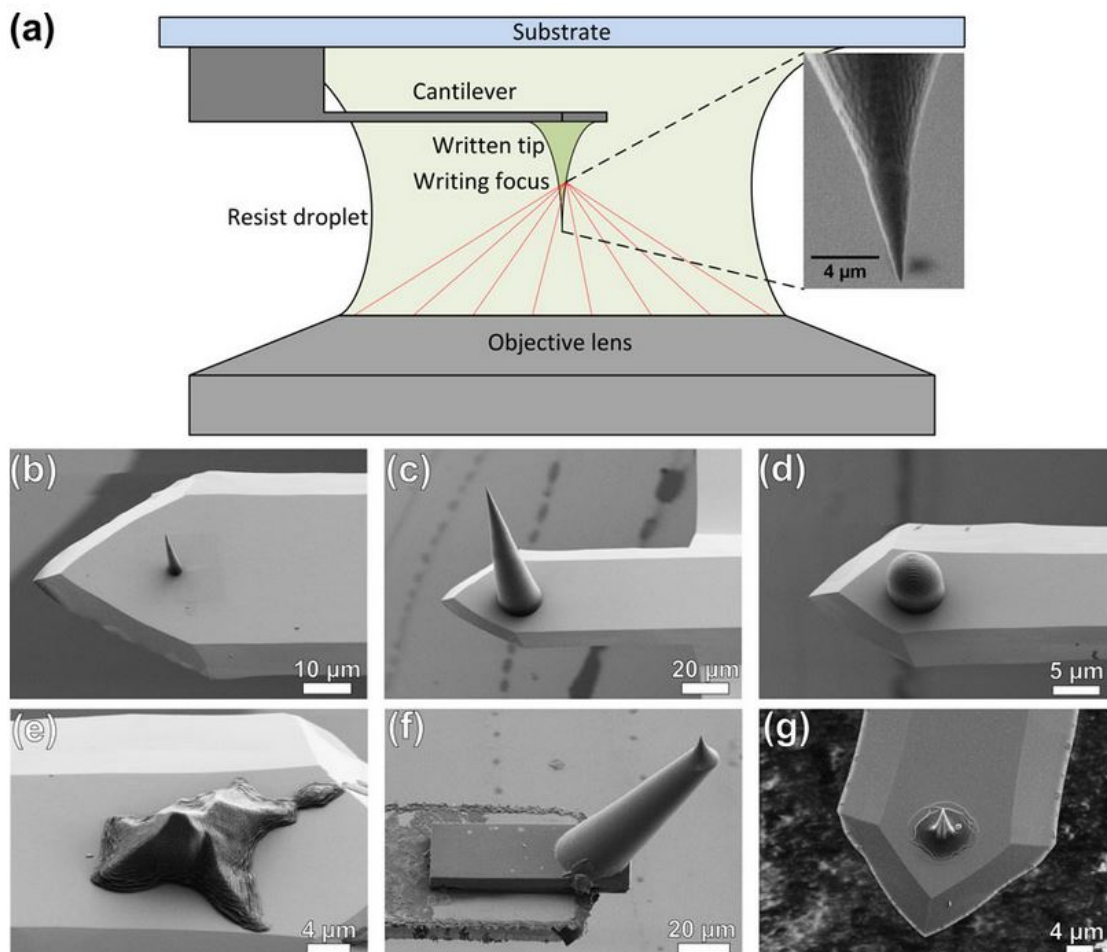 (a)
Substrate
Cantilever
Written tip
Writing focus
Resist droplet
4 µm
Objective lens
(b)
10 µm
(c)
20 µm
(d)
5 µm
(e)
4 µm
(f)
20 µm
(g)
4 µm